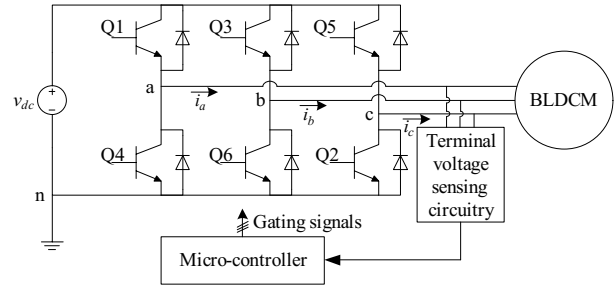 Q1
Q3
Q5
v_dc
a
i_a
b
i_b
c
i_c
BLDCM
Q4
Q6
Q2
n
Terminal
voltage
sensing
circuitry
Gating signals
Micro-controller